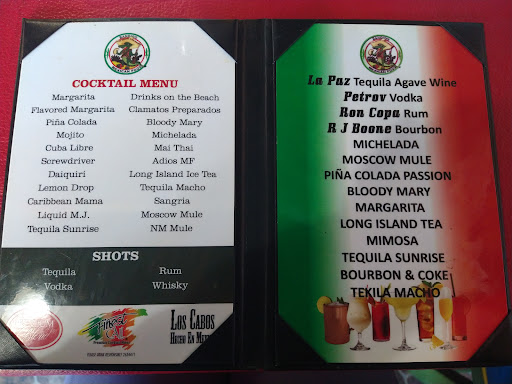 COCKTAIL MENU
Margarita Drinks on the Beach
Flavored Margarita Clamatos Preparados
Piña Colada Bloody Mary
Mojito Michelada
Cuba Libre Mai Thai
Screwdriver Adios MF
Daiquiri Long Island Ice Tea
Lemon Drop Tequila Macho
Caribbean Mama Sangria
Liquid M.J. Moscow Mule
Tequila Sunrise NM Mule
SHOTS
Tequila Rum
Vodka Whisky
Finest
LOS CABOS
La Paz Tequila Agave Wine
Petrov Vodka
Ron Copa Rum
R J Boone Bourbon
MICHELADA
MOSCOW MULE
PIÑA COLADA PASSION
BLOODY MARY
MARGARITA
LONG ISLAND TEA
MIMOSA
TEQUILA SUNRISE
BOURBON & COKE
TEKILA MACHO